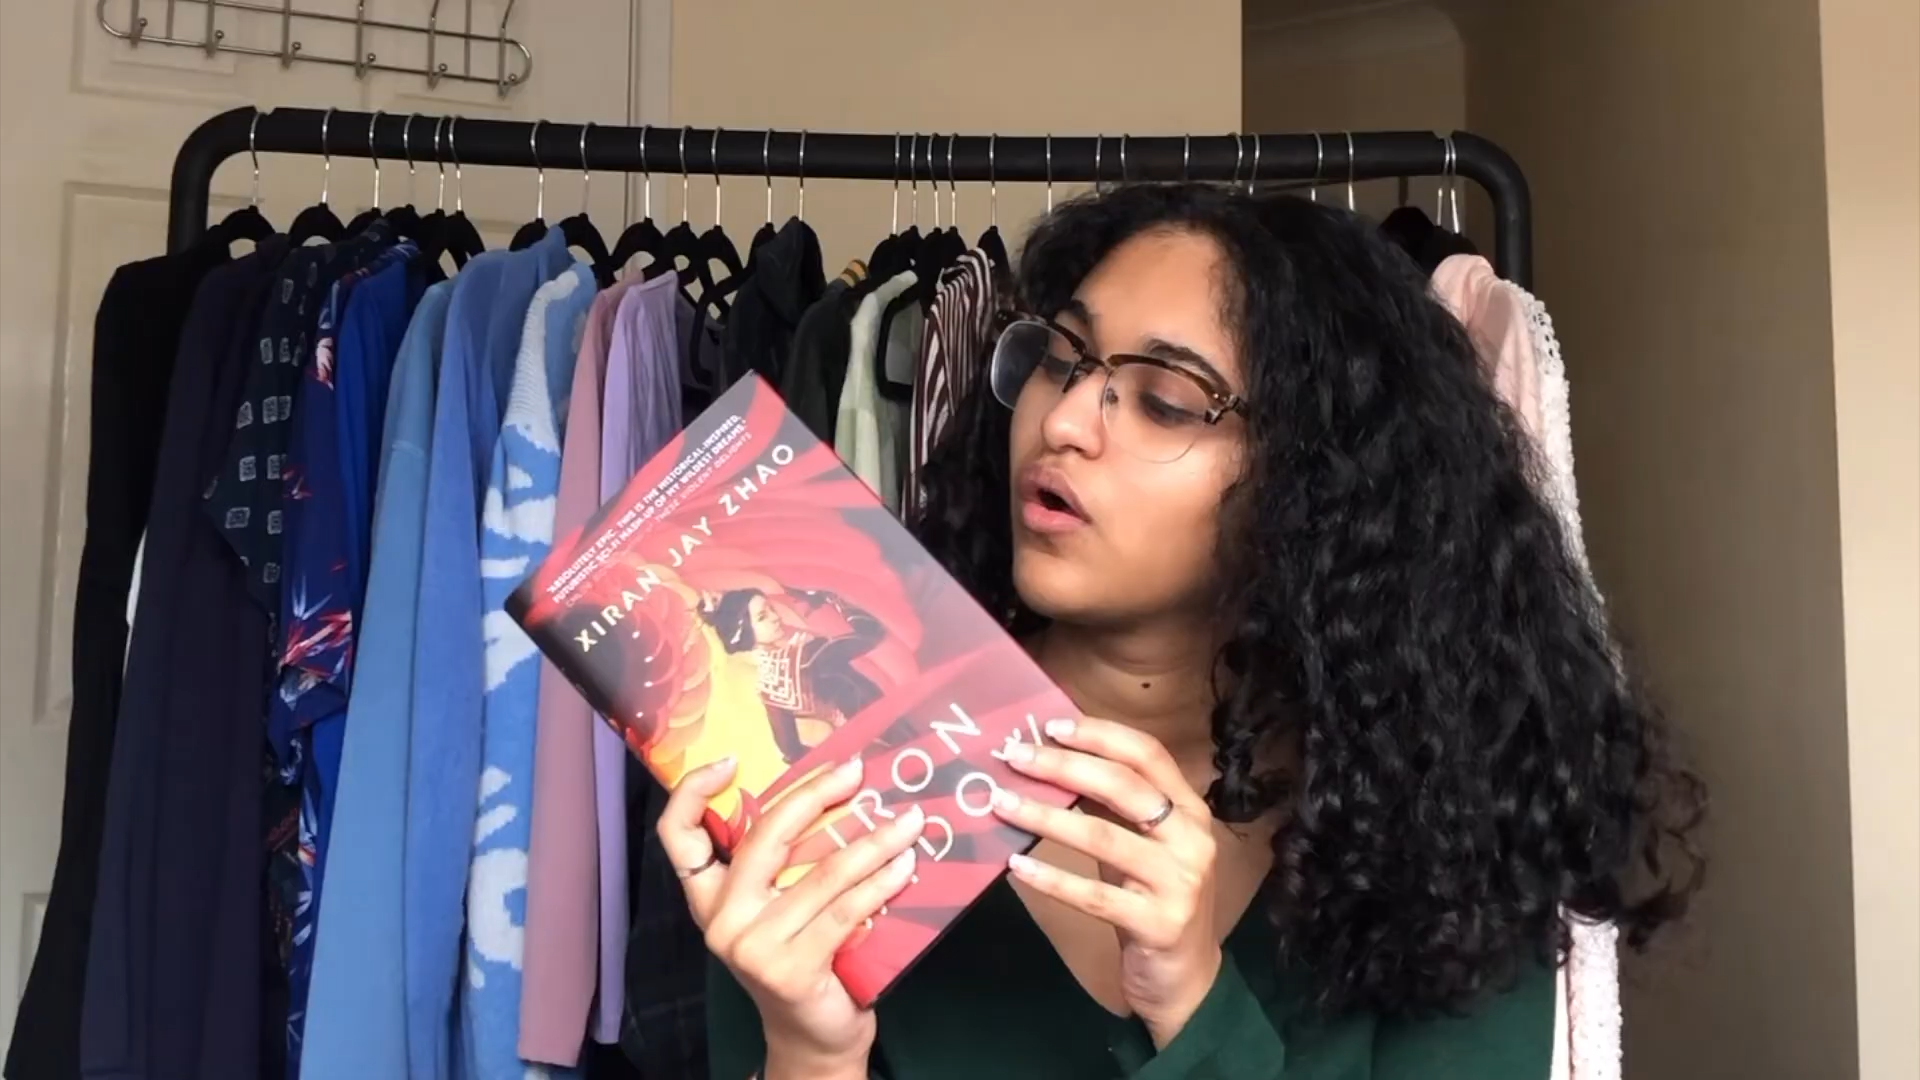 "ABSOLUTELY EPIC. THIS IS THE HISTORICAL-INSPIRED,
FUTURISTIC SCI-FI MASH-UP OF MY WILDEST DREAMS."
THESE VIOLENT DELIGHTS
XIRAN JAY ZHAO
IRON
DOW